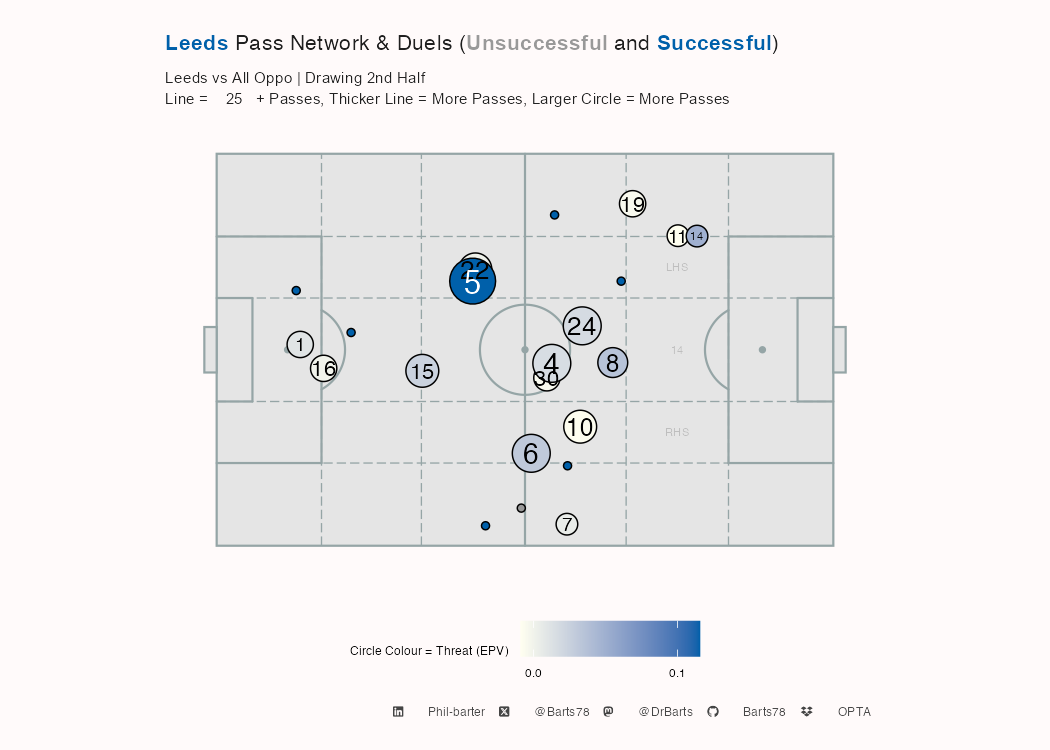 Leeds Pass Network & Duels (Unsuccessful and Successful)
Leeds vs All Oppo | Drawing 2nd Half
Line = 25 + Passes, Thicker Line = More Passes, Larger Circle = More Passes
19
11 14
LHS
22
5
24
1
14
4
8
16
15
30
10
RHS
6
7
Circle Colour = Threat (EPV)
0.0 0.1
Phil-barter @Barts78 @DrBarts Barts78 OPTA